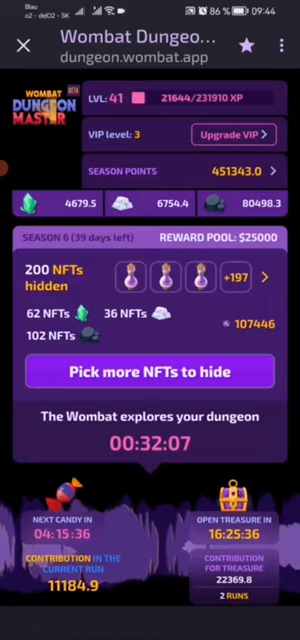 Blau
o2 - de02 - 5K
86 %
09:44
Wombat Dungeo...
dungeon.wombat.app
WOMBAT
BETA
DUNGEON
MASTER
LVL: 41
21644/231910 XP
VIP level: 3
Upgrade VIP >
SEASON POINTS
451343.0 >
4679.5
6754.4
80498.3
SEASON 6 (39 days left)
REWARD POOL: $25000
200 NFTs
hidden
+197
62 NFTs
36 NFTs
102 NFTs
107446
Pick more NFTs to hide
The Wombat explores your dungeon
00:32:07
NEXT CANDY IN
04:15:36
CONTRIBUTION IN THE
CURRENT RUN
11184.9
OPEN TREASURE IN
16:25:36
CONTRIBUTION
FOR TREASURE
22369.8
2 RUNS